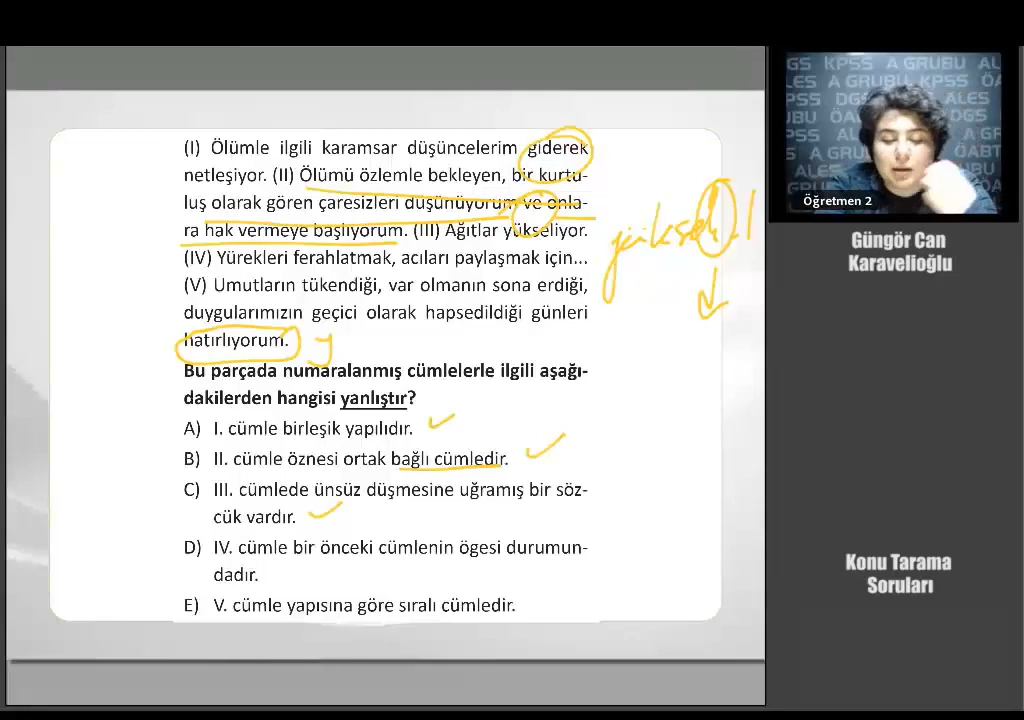 (I) Ölümle ilgili karamsar düşüncelerim giderek
netleşiyor. (II) Ölümü özlemle bekleyen, bir kurtu-
luş olarak gören çaresizleri düşünüyorum ve onla-
ra hak vermeye başlıyorum. (III) Ağıtlar yükseliyor.
(IV) Yürekleri ferahlatmak, acıları paylaşmak için...
(V) Umutların tükendiği, var olmanın sona erdiği,
duygularımızın geçici olarak hapsedildiği günleri
hatırlıyorum.
Bu parçada numaralanmış cümlelerle ilgili aşağı-
dakilerden hangisi yanlıştır?
A) I. cümle birleşik yapılıdır.
B) II. cümle öznesi ortak bağlı cümledir.
C) III. cümlede ünsüz düşmesine uğramış bir söz-
cük vardır.
D) IV. cümle bir önceki cümlenin ögesi durumun-
dadır.
E) V. cümle yapısına göre sıralı cümledir.
Öğretmen 2
Güngör Can
Karavelioğlu
Konu Tarama
Soruları